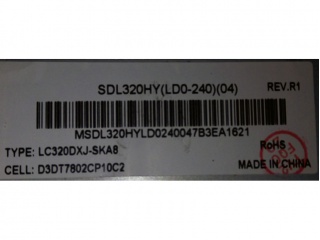 SDL320HY(LD0-240)(04) REV.R1
MSDL320HYLD0240047B3EA1621
TYPE: LC320DXJ-SKA8 RoHS
CELL: D3DT7802CP10C2 MADE IN CHINA